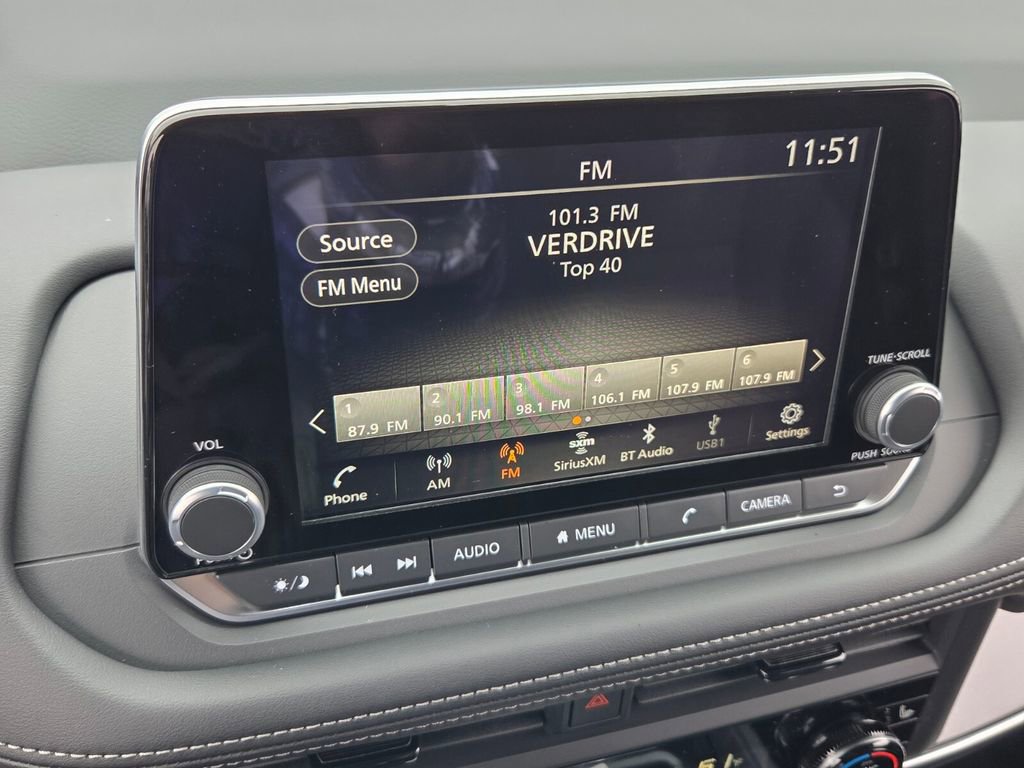 11:51
FM
101.3 FM
VERDRIVE
Top 40
Source
FM Menu
1
87.9 FM
2
90.1 FM
3
98.1 FM
4
106.1 FM
5
107.9 FM
6
107.9 FM
Phone
AM
FM
sxm
SiriusXM
BT Audio
USB1
Settings
TUNE·SCROLL
PUSH SOUND
VOL
AUDIO
MENU
CAMERA